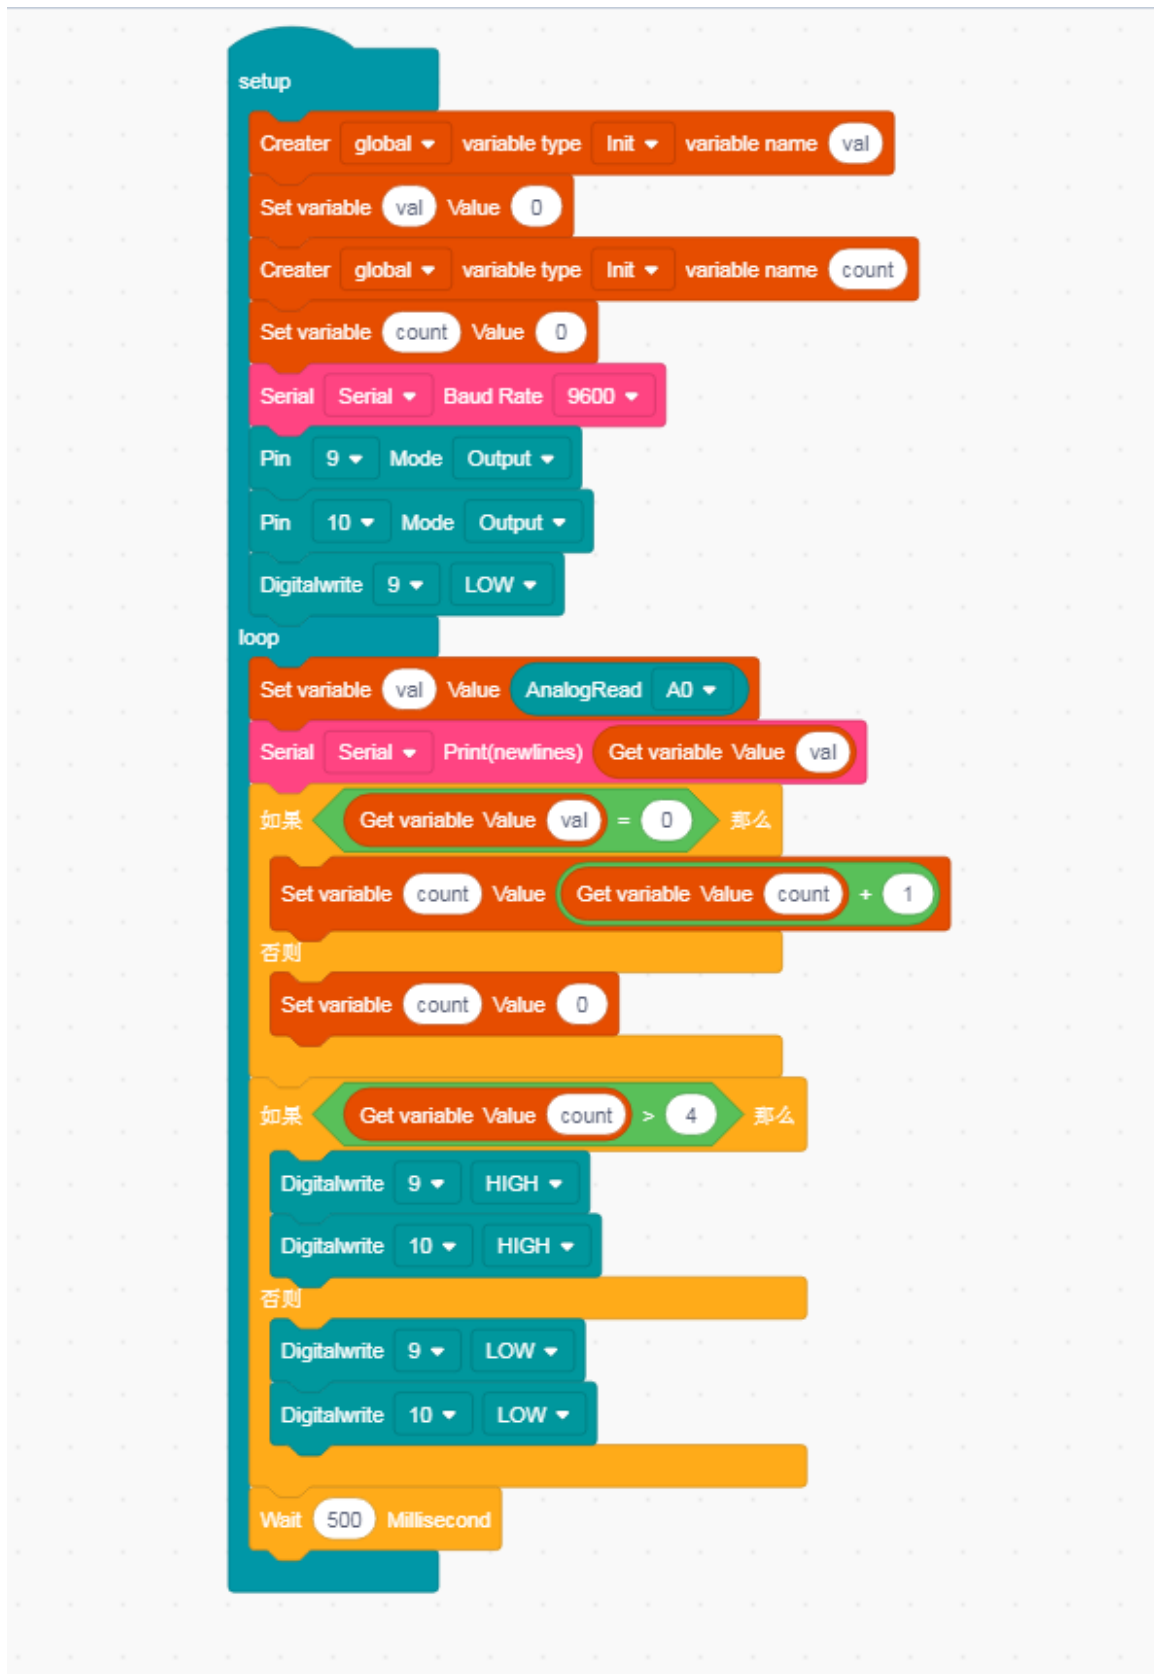 setup
Creater global variable type Init variable name val
Set variable val Value 0
Creater global variable type Init variable name count
Set variable count Value 0
Serial Serial Baud Rate 9600
Pin 9 Mode Output
Pin 10 Mode Output
Digitalwrite 9 LOW
loop
Set variable val Value AnalogRead A0
Serial Serial Print(newlines) Get variable Value val
如果 Get variable Value val = 0 那么
Set variable count Value Get variable Value count + 1
否则
Set variable count Value 0
如果 Get variable Value count > 4 那么
Digitalwrite 9 HIGH
Digitalwrite 10 HIGH
否则
Digitalwrite 9 LOW
Digitalwrite 10 LOW
Wait 500 Millisecond